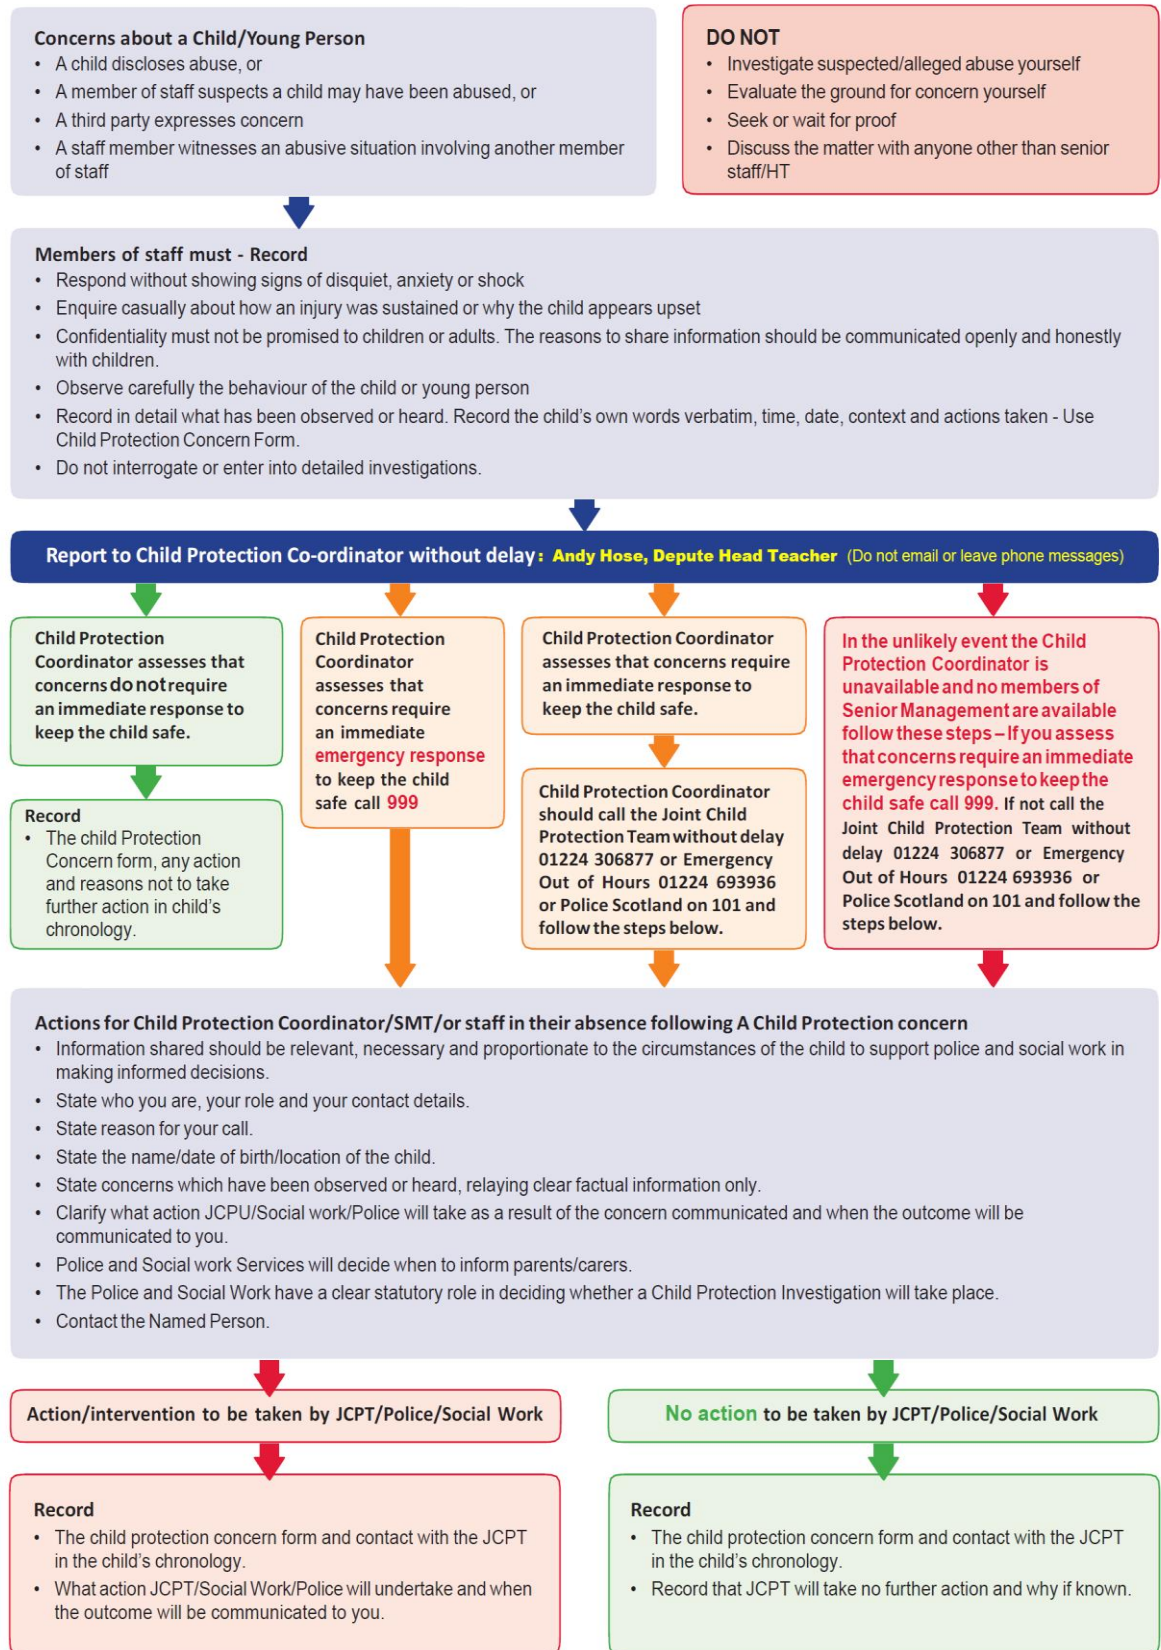 Concerns about a Child/Young Person
• A child discloses abuse, or
• A member of staff suspects a child may have been abused, or
• A third party expresses concern
• A staff member witnesses an abusive situation involving another member
of staff
DO NOT
• Investigate suspected/alleged abuse yourself
• Evaluate the ground for concern yourself
• Seek or wait for proof
• Discuss the matter with anyone other than senior
staff/HT
Members of staff must - Record
• Respond without showing signs of disquiet, anxiety or shock
• Enquire casually about how an injury was sustained or why the child appears upset
• Confidentiality must not be promised to children or adults. The reasons to share information should be communicated openly and honestly
with children.
• Observe carefully the behaviour of the child or young person
• Record in detail what has been observed or heard. Record the child's own words verbatim, time, date, context and actions taken - Use
Child Protection Concern Form.
• Do not interrogate or enter into detailed investigations.
Report to Child Protection Co-ordinator without delay: Andy Hose, Depute Head Teacher (Do not email or leave phone messages)
Child Protection
Coordinator assesses that
concerns do not require
an immediate response to
keep the child safe.
Record
• The child Protection
Concern form, any action
and reasons not to take
further action in child's
chronology.
Child Protection
Coordinator
assesses that
concerns require
an immediate
emergency response
to keep the child
safe call 999
Child Protection Coordinator
assesses that concerns require
an immediate response to
keep the child safe.
Child Protection Coordinator
should call the Joint Child
Protection Team without delay
01224 306877 or Emergency
Out of Hours 01224 693936
or Police Scotland on 101 and
follow the steps below.
In the unlikely event the Child
Protection Coordinator is
unavailable and no members of
Senior Management are available
follow these steps – If you assess
that concerns require an immediate
emergency response to keep the
child safe call 999. If not call the
Joint Child Protection Team without
delay 01224 306877 or Emergency
Out of Hours 01224 693936 or
Police Scotland on 101 and follow the
steps below.
Actions for Child Protection Coordinator/SMT/or staff in their absence following A Child Protection concern
• Information shared should be relevant, necessary and proportionate to the circumstances of the child to support police and social work in
making informed decisions.
• State who you are, your role and your contact details.
• State reason for your call.
• State the name/date of birth/location of the child.
• State concerns which have been observed or heard, relaying clear factual information only.
• Clarify what action JCPU/Social work/Police will take as a result of the concern communicated and when the outcome will be
communicated to you.
• Police and Social work Services will decide when to inform parents/carers.
• The Police and Social Work have a clear statutory role in deciding whether a Child Protection Investigation will take place.
• Contact the Named Person.
Action/intervention to be taken by JCPT/Police/Social Work
Record
• The child protection concern form and contact with the JCPT
in the child's chronology.
• What action JCPT/Social Work/Police will undertake and when
the outcome will be communicated to you.
No action to be taken by JCPT/Police/Social Work
Record
• The child protection concern form and contact with the JCPT
in the child's chronology.
• Record that JCPT will take no further action and why if known.